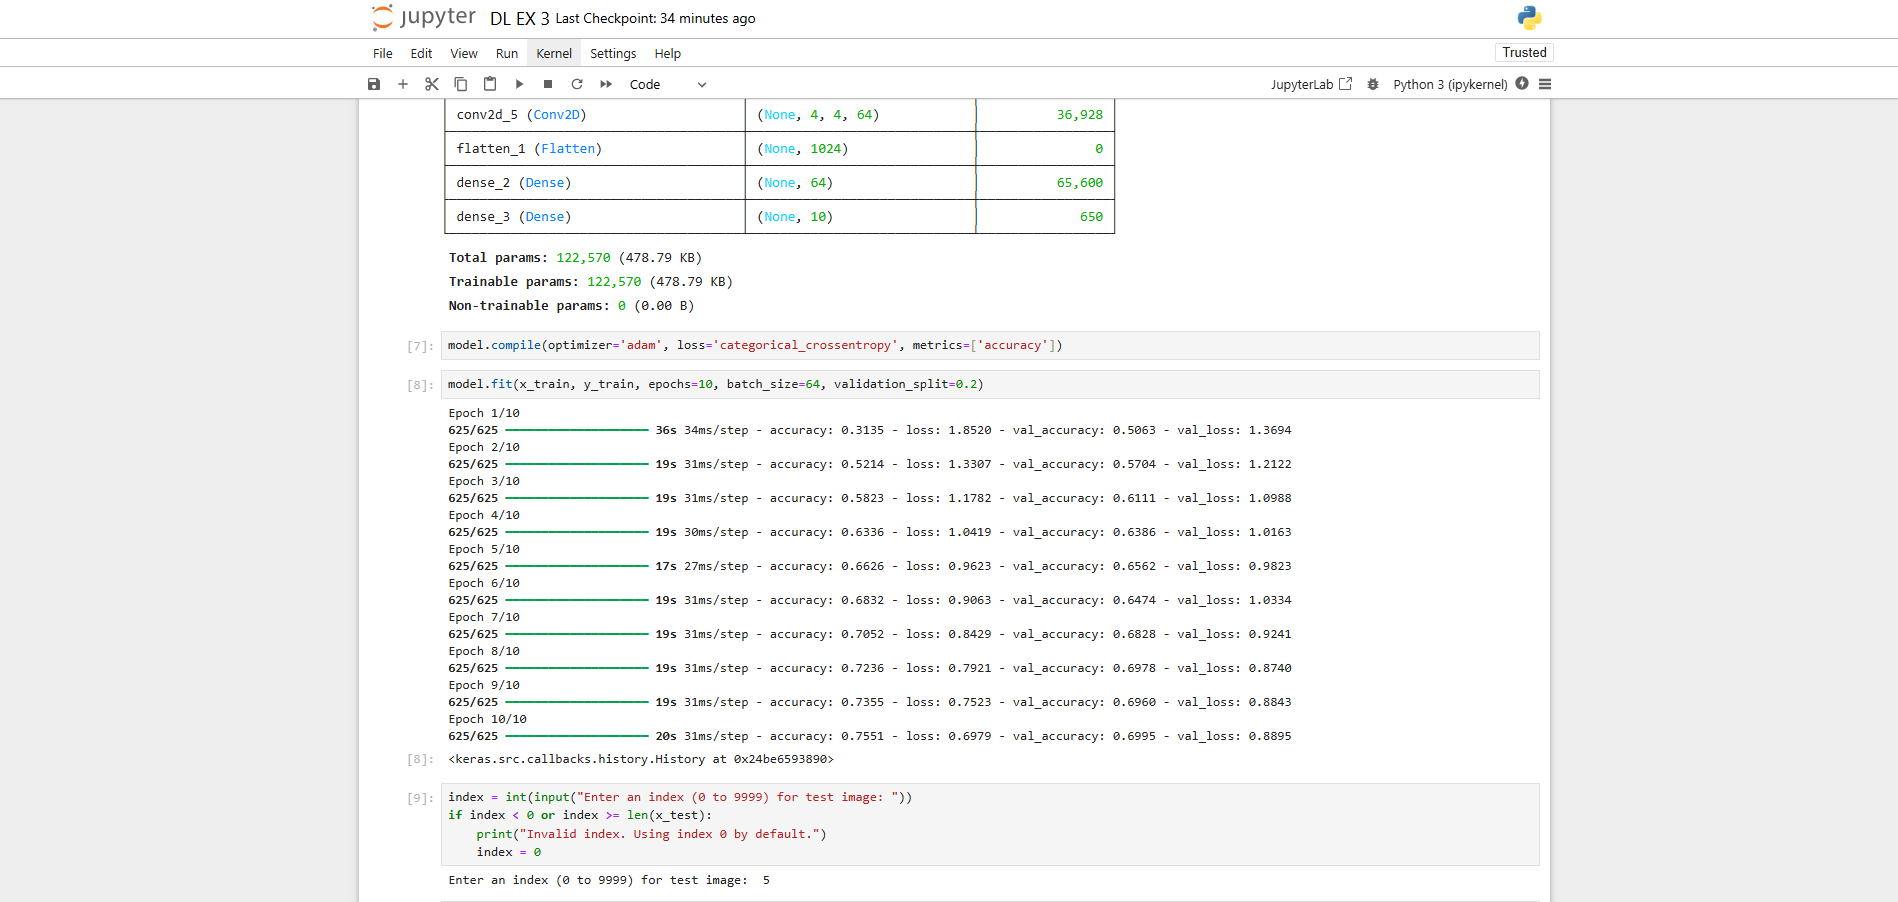 jupyter DL EX 3 Last Checkpoint: 34 minutes ago
File Edit View Run Kernel Settings Help Trusted
Code JupyterLab Python 3 (ipykernel)
conv2d_5 (Conv2D) (None, 4, 4, 64) 36,928
flatten_1 (Flatten) (None, 1024) 0
dense_2 (Dense) (None, 64) 65,600
dense_3 (Dense) (None, 10) 650
Total params: 122,570 (478.79 KB)
Trainable params: 122,570 (478.79 KB)
Non-trainable params: 0 (0.00 B)
[7]: model.compile(optimizer='adam', loss='categorical_crossentropy', metrics=['accuracy'])
[8]: model.fit(x_train, y_train, epochs=10, batch_size=64, validation_split=0.2)
Epoch 1/10
625/625 36s 34ms/step - accuracy: 0.3135 - loss: 1.8520 - val_accuracy: 0.5063 - val_loss: 1.3694
Epoch 2/10
625/625 19s 31ms/step - accuracy: 0.5214 - loss: 1.3307 - val_accuracy: 0.5704 - val_loss: 1.2122
Epoch 3/10
625/625 19s 31ms/step - accuracy: 0.5823 - loss: 1.1782 - val_accuracy: 0.6111 - val_loss: 1.0988
Epoch 4/10
625/625 19s 30ms/step - accuracy: 0.6336 - loss: 1.0419 - val_accuracy: 0.6386 - val_loss: 1.0163
Epoch 5/10
625/625 17s 27ms/step - accuracy: 0.6626 - loss: 0.9623 - val_accuracy: 0.6562 - val_loss: 0.9823
Epoch 6/10
625/625 19s 31ms/step - accuracy: 0.6832 - loss: 0.9063 - val_accuracy: 0.6474 - val_loss: 1.0334
Epoch 7/10
625/625 19s 31ms/step - accuracy: 0.7052 - loss: 0.8429 - val_accuracy: 0.6828 - val_loss: 0.9241
Epoch 8/10
625/625 19s 31ms/step - accuracy: 0.7236 - loss: 0.7921 - val_accuracy: 0.6978 - val_loss: 0.8740
Epoch 9/10
625/625 19s 31ms/step - accuracy: 0.7355 - loss: 0.7523 - val_accuracy: 0.6960 - val_loss: 0.8843
Epoch 10/10
625/625 20s 31ms/step - accuracy: 0.7551 - loss: 0.6979 - val_accuracy: 0.6995 - val_loss: 0.8895
[8]: <keras.src.callbacks.history.History at 0x24be6593890>
[9]: index = int(input("Enter an index (0 to 9999) for test image: "))
if index < 0 or index >= len(x_test):
    print("Invalid index. Using index 0 by default.")
    index = 0
Enter an index (0 to 9999) for test image:  5